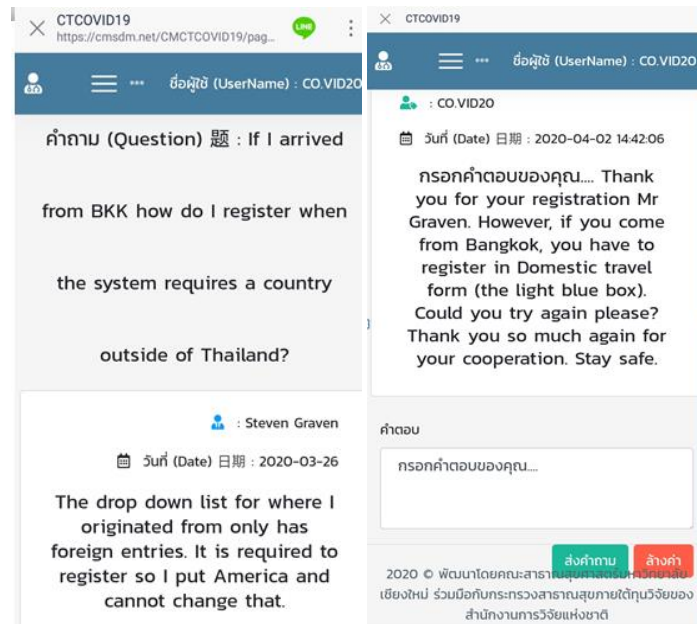 CTCOVID19
https://cmsdm.net/CMCTCOVID19/pag...
LINE
ชื่อผู้ใช้ (UserName) : CO.VID20
คำถาม (Question) 题 : If I arrived
from BKK how do I register when
the system requires a country
outside of Thailand?
: Steven Graven
วันที่ (Date) 日期 : 2020-03-26
The drop down list for where I
originated from only has
foreign entries. It is required to
register so I put America and
cannot change that.
CTCOVID19
ชื่อผู้ใช้ (UserName) : CO.VID20
: CO.VID20
วันที่ (Date) 日期 : 2020-04-02 14:42:06
กรอกคำตอบของคุณ.... Thank
you for your registration Mr
Graven. However, if you come
from Bangkok, you have to
register in Domestic travel
form (the light blue box).
Could you try again please?
Thank you so much again for
your cooperation. Stay safe.
คำตอบ
กรอกคำตอบของคุณ....
ส่งคำถาม
ล้างค่า
2020 © พัฒนาโดยคณะสาธารณสุขศาสตร์มหาวิทยาลัย
เชียงใหม่ ร่วมมือกับกระทรวงสาธารณสุขภายใต้ทุนวิจัยของ
สำนักงานการวิจัยแห่งชาติ